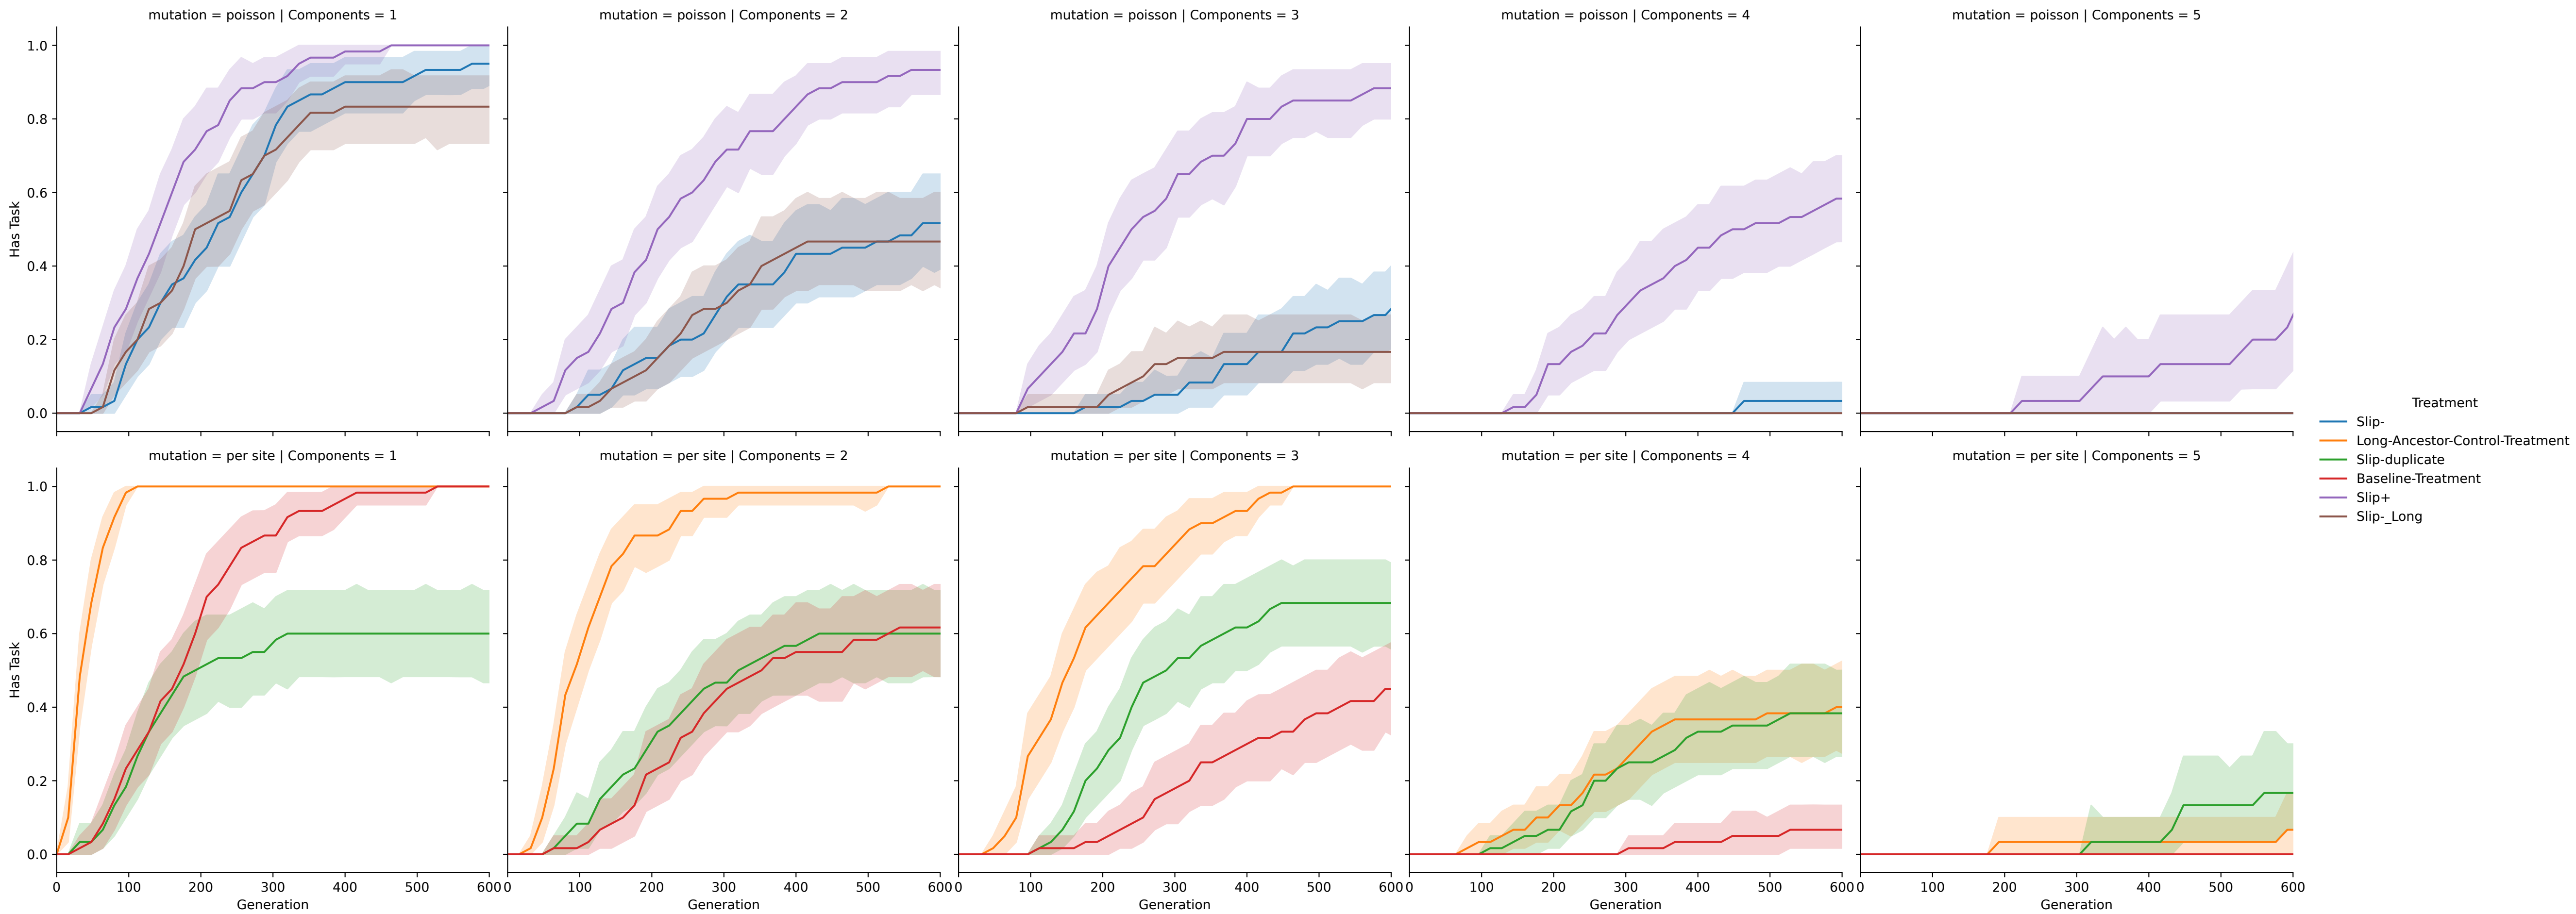 mutation = poisson | Components = 1
mutation = poisson | Components = 2
mutation = poisson | Components = 3
mutation = poisson | Components = 4
mutation = poisson | Components = 5
1.0
0.8
0.6
0.4
0.2
0.0
Has Task
Treatment
Slip-
Long-Ancestor-Control-Treatment
Slip-duplicate
Baseline-Treatment
Slip+
Slip-_Long
mutation = per site | Components = 1
mutation = per site | Components = 2
mutation = per site | Components = 3
mutation = per site | Components = 4
mutation = per site | Components = 5
1.0
0.8
0.6
0.4
0.2
0.0
Has Task
0 100 200 300 400 500 600
0 100 200 300 400 500 600
0 100 200 300 400 500 600
0 100 200 300 400 500 600
0 100 200 300 400 500 600
Generation
Generation
Generation
Generation
Generation